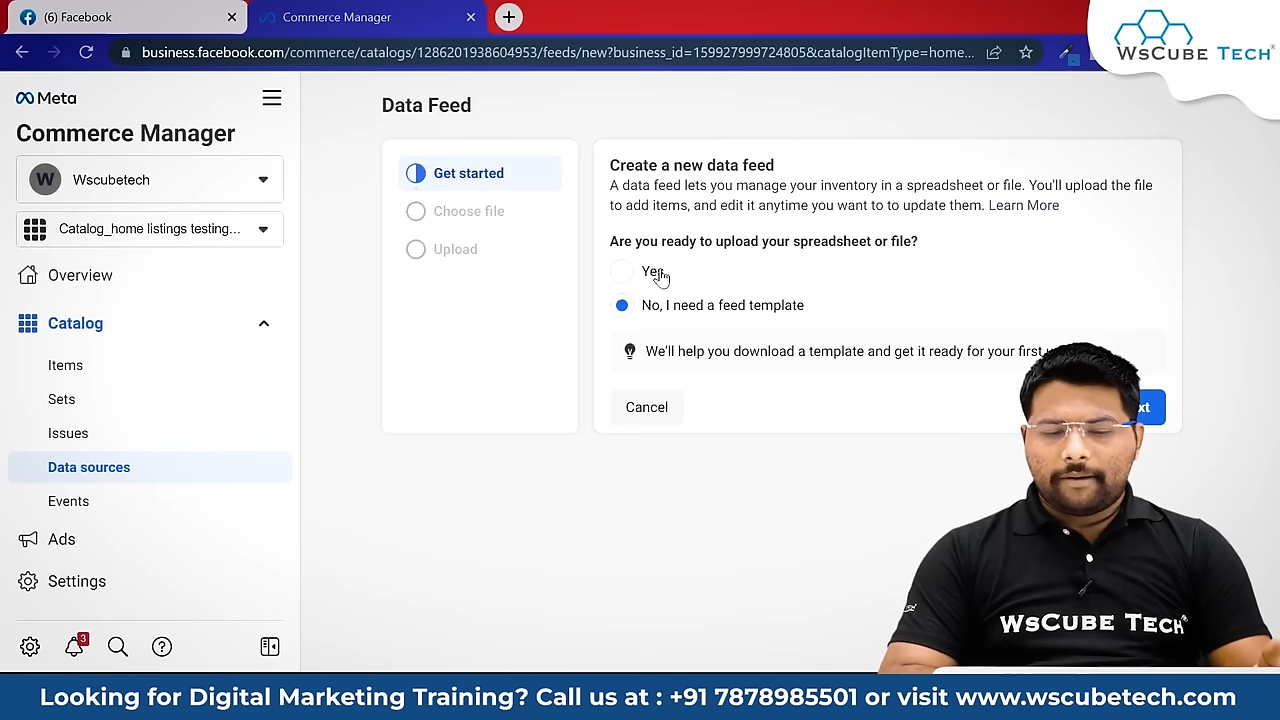 (6) Facebook
Commerce Manager
business.facebook.com/commerce/catalogs/1286201938604953/feeds/new?business_id=159927999724805&catalogItemType=home...
WsCube Tech®
Meta
Commerce Manager
W Wscubetech
Catalog_home listings testing...
Overview
Catalog
Items
Sets
Issues
Data sources
Events
Ads
Settings
3
Data Feed
Get started
Choose file
Upload
Create a new data feed
A data feed lets you manage your inventory in a spreadsheet or file. You'll upload the file
to add items, and edit it anytime you want to to update them. Learn More
Are you ready to upload your spreadsheet or file?
Yes
No, I need a feed template
We'll help you download a template and get it ready for your first
Cancel
WsCube Tech®
Looking for Digital Marketing Training? Call us at : +91 7878985501 or visit www.wscubetech.com